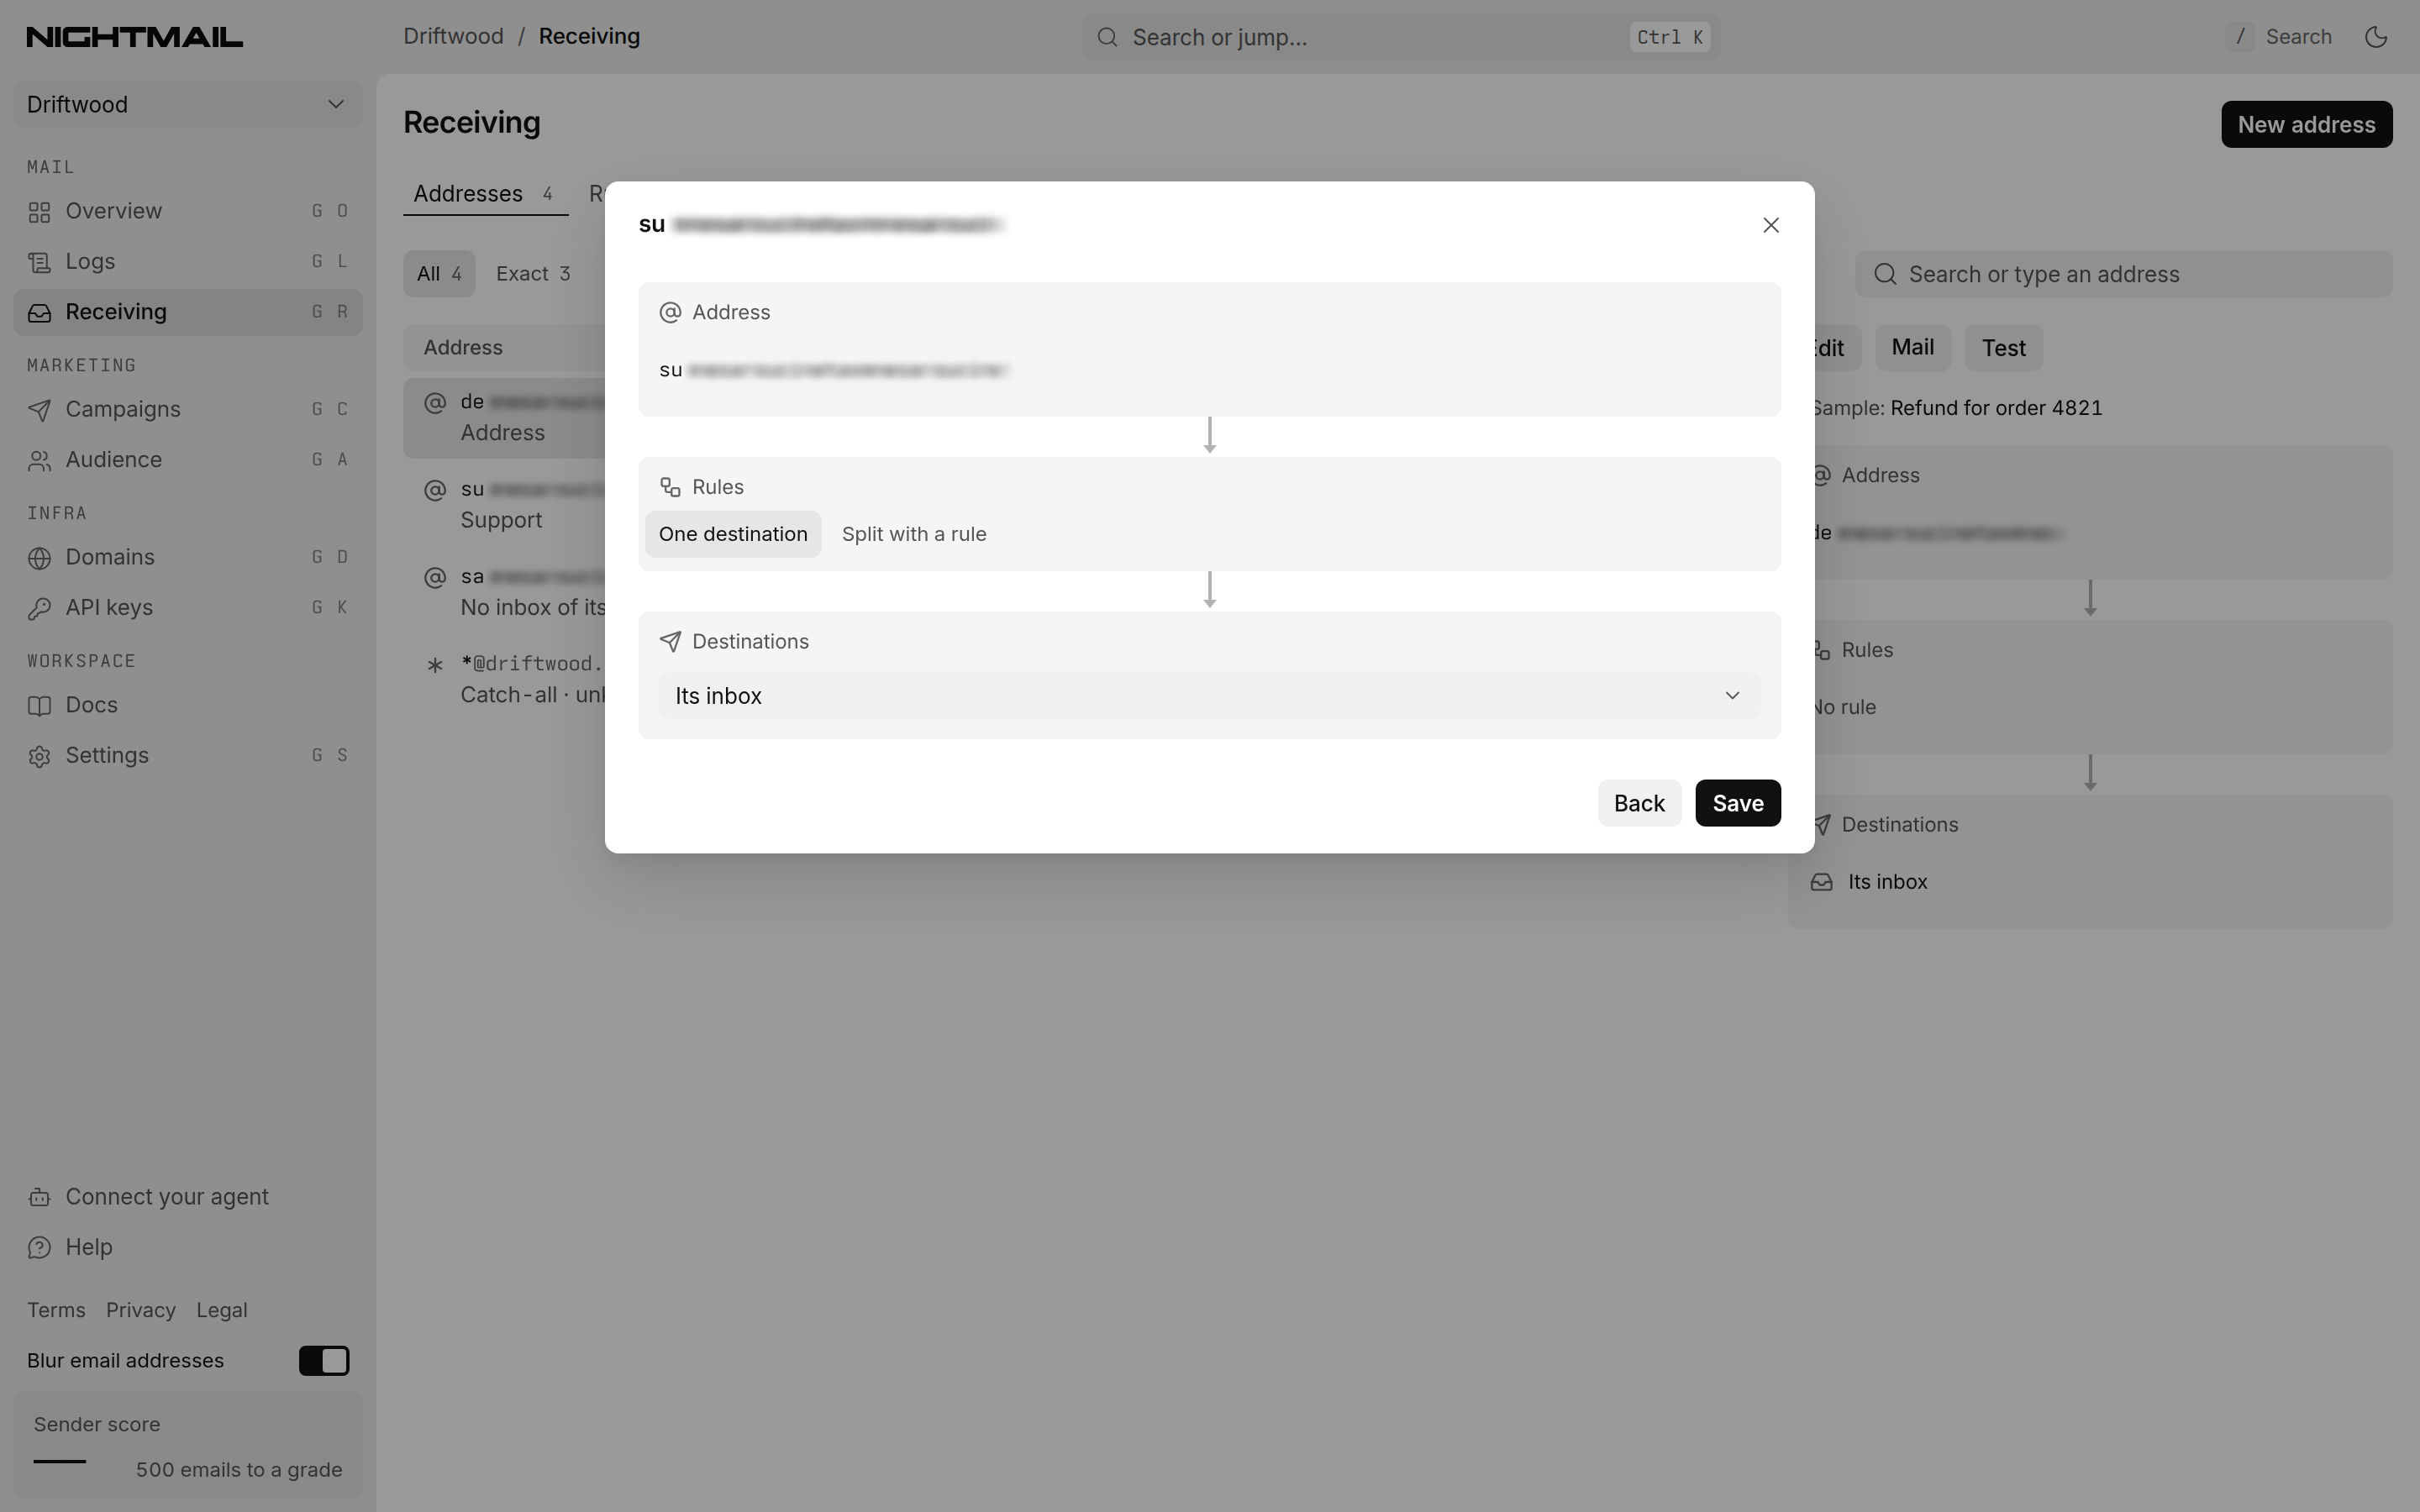 NIGHTMAIL
Driftwood / Receiving
Search or jump...
Ctrl K
/ Search
Driftwood
MAIL
Overview G O
Logs G L
Receiving G R
MARKETING
Campaigns G C
Audience G A
INFRA
Domains G D
API keys G K
WORKSPACE
Docs
Settings G S
Connect your agent
Help
Terms Privacy Legal
Blur email addresses
Sender score
500 emails to a grade
Receiving
New address
Addresses 4
All 4 Exact 3
Search or type an address
Address
de
Address
su
Support
sa
No inbox of its
*@driftwood.
Catch-all ·
su
Address
su
Rules
One destination Split with a rule
Destinations
Its inbox
Back Save
Edit Mail Test
Sample: Refund for order 4821
Address
de
Rules
No rule
Destinations
Its inbox